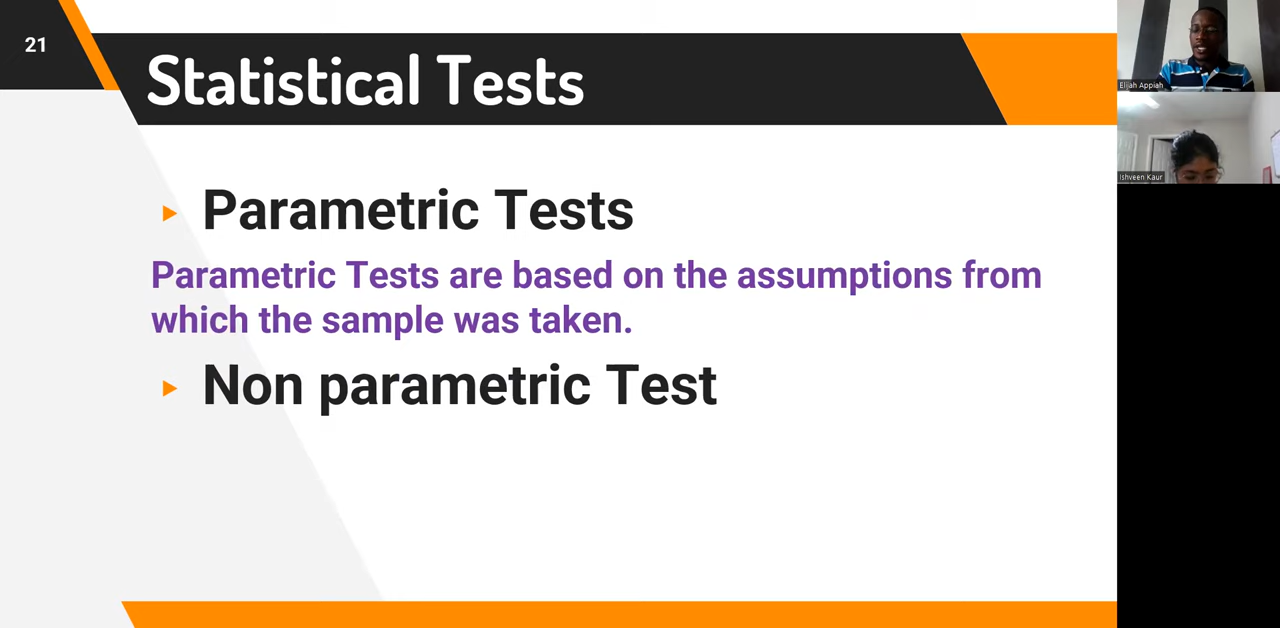 21
Statistical Tests
Parametric Tests
Parametric Tests are based on the assumptions from
which the sample was taken.
Non parametric Test
Elijah Appiah
Ishveen Kaur